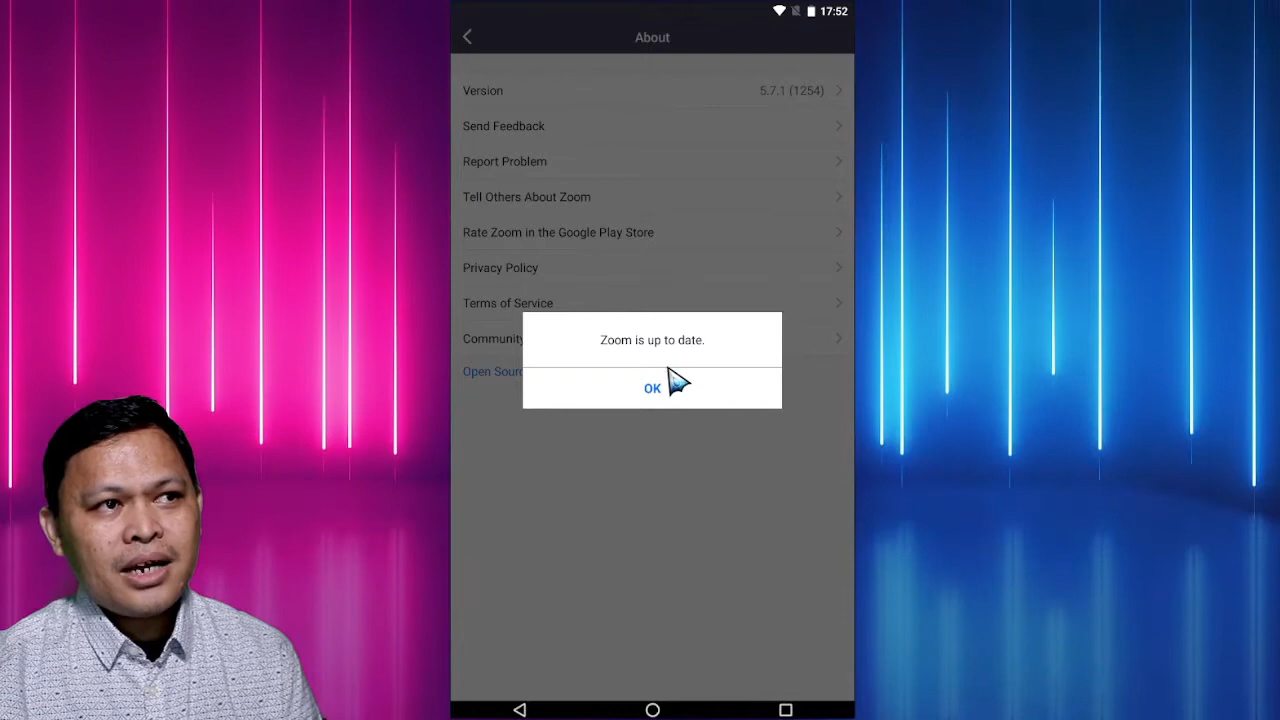 17:52
About
Version 5.7.1 (1254)
Send Feedback
Report Problem
Tell Others About Zoom
Rate Zoom in the Google Play Store
Privacy Policy
Terms of Service
Community
Open Sour
Zoom is up to date.
OK